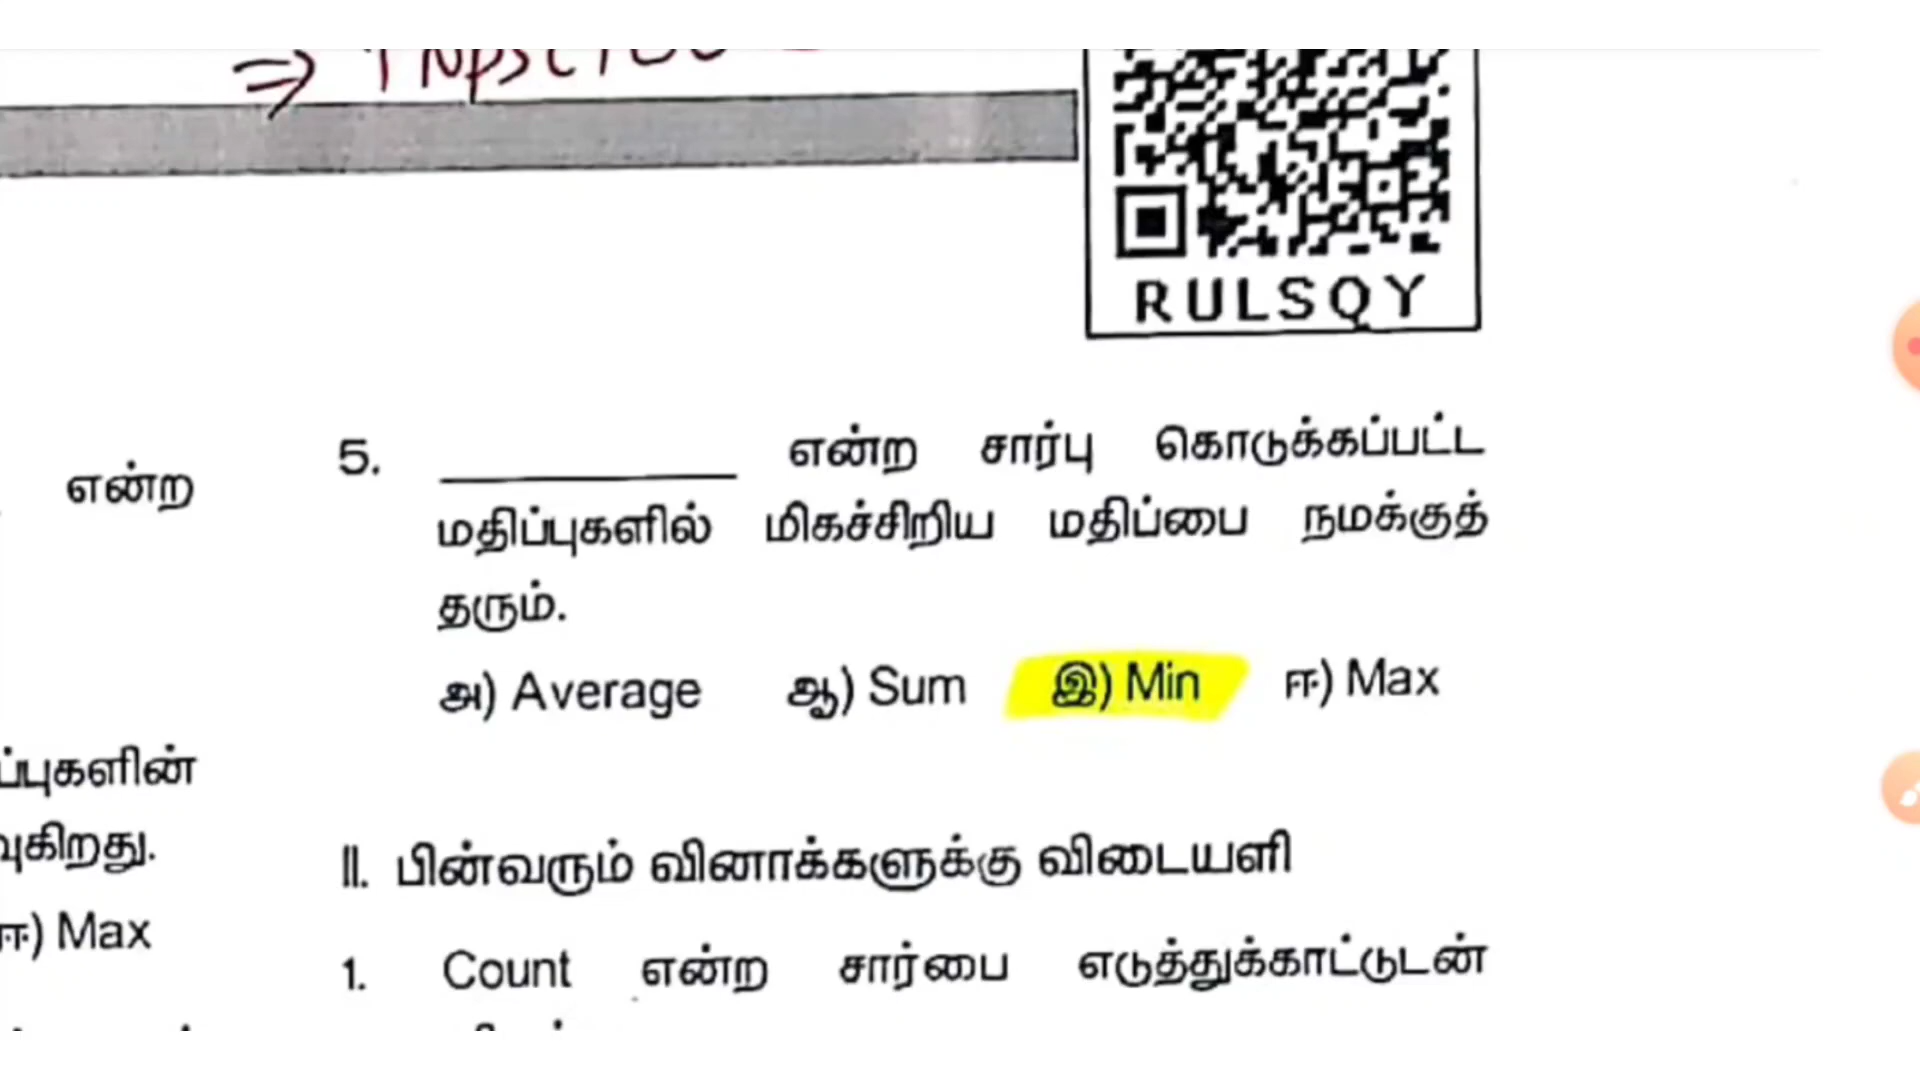 ⇒
RULSQY
என்ற
ப்புகளின்
வுகிறது.
ஈ) Max
5. __________ என்ற சார்பு கொடுக்கப்பட்ட
மதிப்புகளில் மிகச்சிறிய மதிப்பை நமக்குத்
தரும்.
அ) Average ஆ) Sum இ) Min ஈ) Max
II. பின்வரும் வினாக்களுக்கு விடையளி
1. Count என்ற சார்பை எடுத்துக்காட்டுடன்